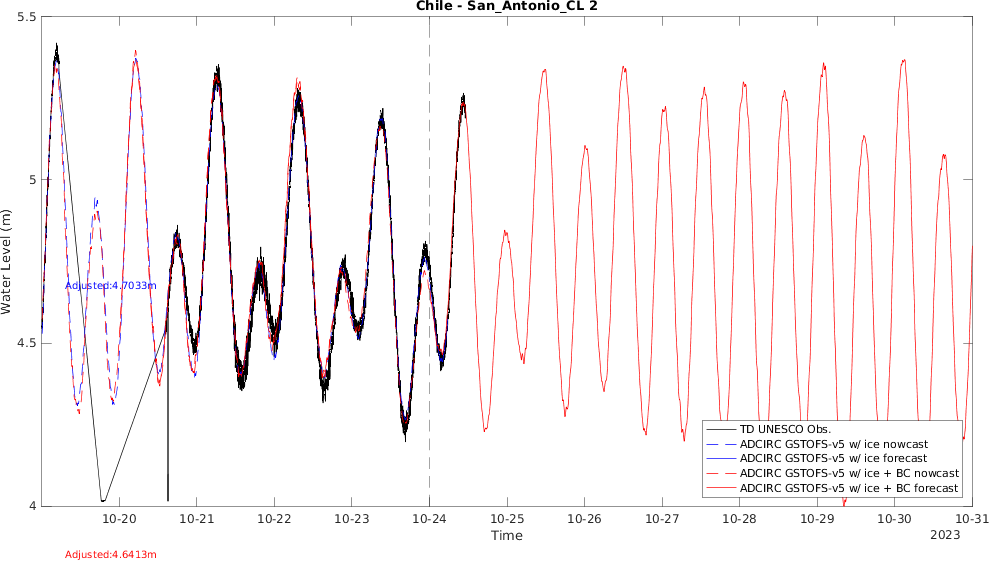 Chile - San_Antonio_CL 2
5.5
5
4.5
4
Water Level (m)
Adjusted:4.7033m
TD UNESCO Obs.
ADCIRC GSTOFS-v5 w/ ice nowcast
ADCIRC GSTOFS-v5 w/ ice forecast
ADCIRC GSTOFS-v5 w/ ice + BC nowcast
ADCIRC GSTOFS-v5 w/ ice + BC forecast
10-20 10-21 10-22 10-23 10-24 10-25 10-26 10-27 10-28 10-29 10-30 10-31
Time
2023
Adjusted:4.6413m